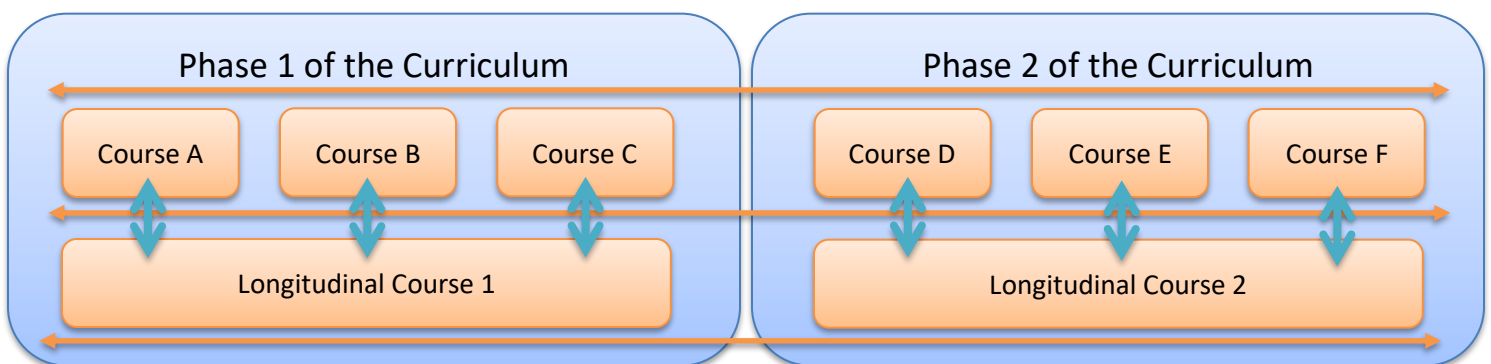 Phase 1 of the Curriculum
Course A
Course B
Course C
Longitudinal Course 1
Phase 2 of the Curriculum
Course D
Course E
Course F
Longitudinal Course 2